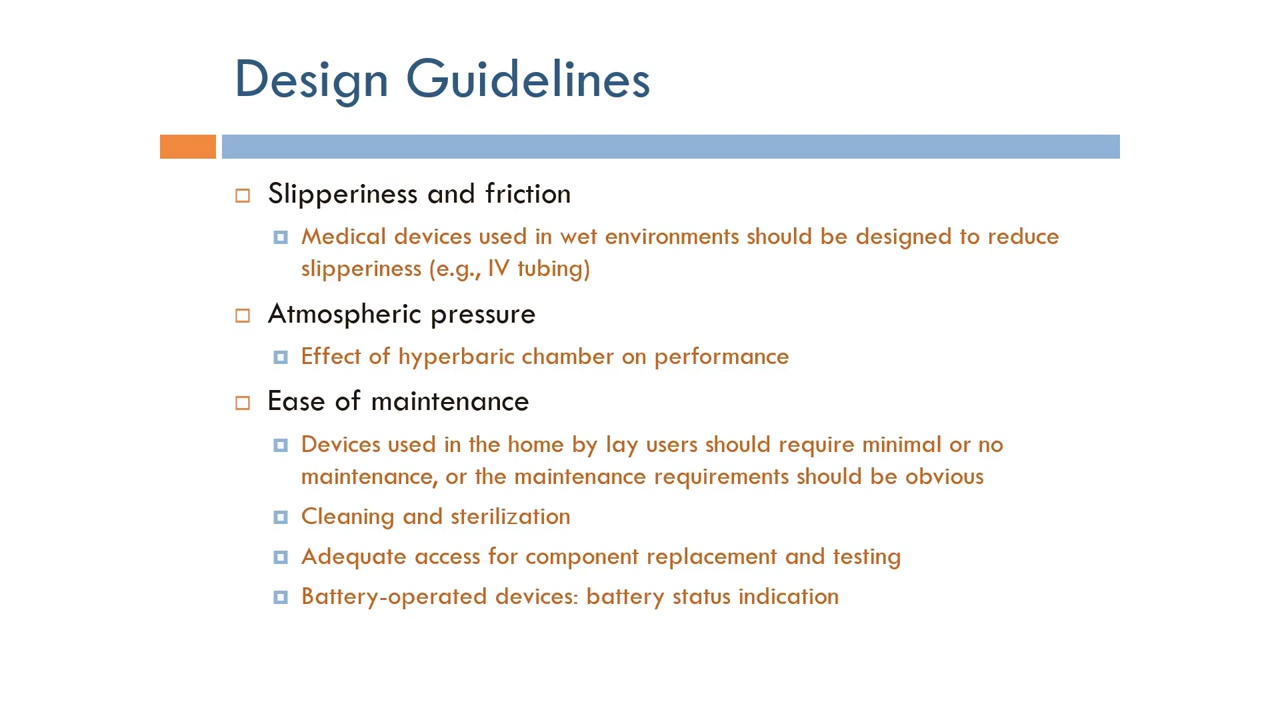 Design Guidelines
Slipperiness and friction
Medical devices used in wet environments should be designed to reduce
slipperiness (e.g., IV tubing)
Atmospheric pressure
Effect of hyperbaric chamber on performance
Ease of maintenance
Devices used in the home by lay users should require minimal or no
maintenance, or the maintenance requirements should be obvious
Cleaning and sterilization
Adequate access for component replacement and testing
Battery-operated devices: battery status indication